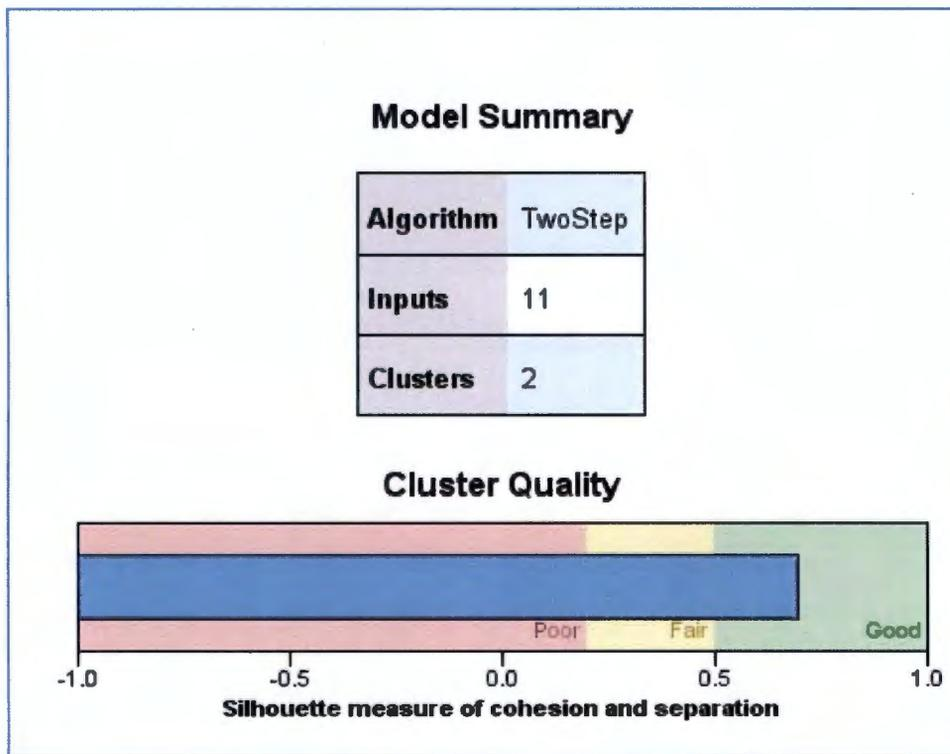 Model Summary
Algorithm TwoStep
Inputs 11
Clusters 2
Cluster Quality
Poor Fair Good
-1.0 -0.5 0.0 0.5 1.0
Silhouette measure of cohesion and separation